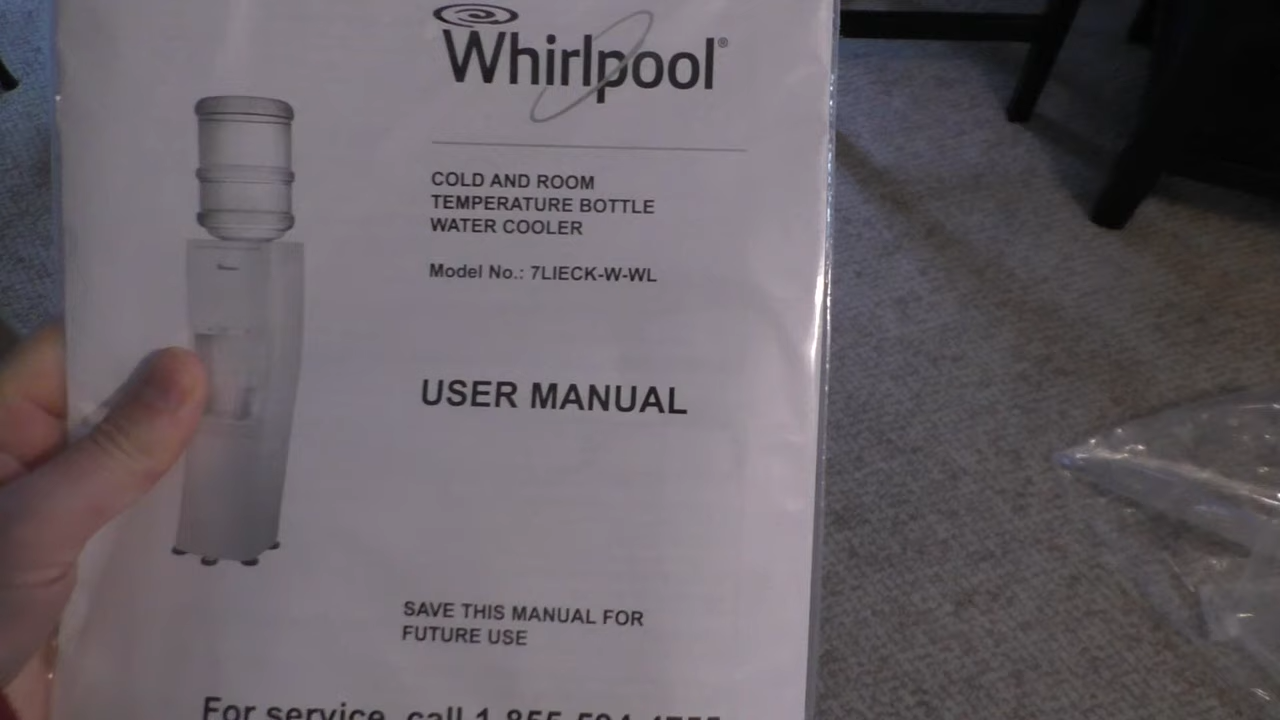 Whirlpool®
COLD AND ROOM
TEMPERATURE BOTTLE
WATER COOLER
Model No.: 7LIECK-W-WL
USER MANUAL
SAVE THIS MANUAL FOR
FUTURE USE
For service, call